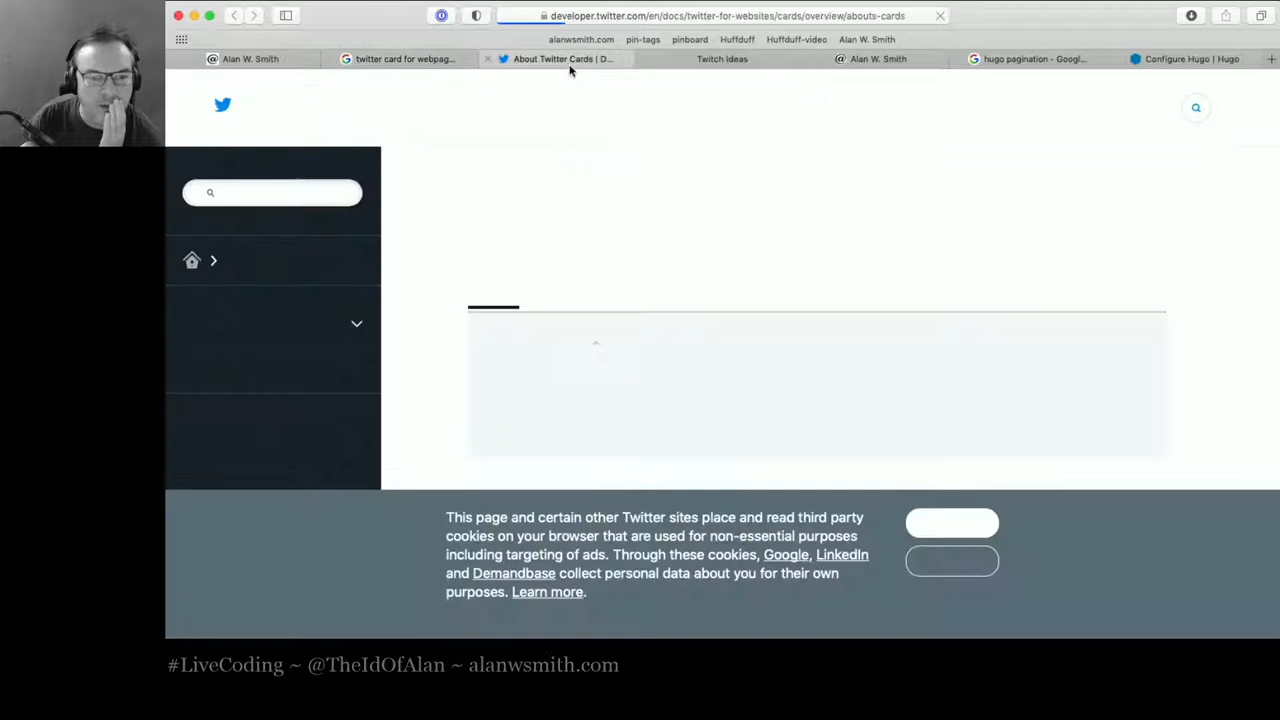 developer.twitter.com/en/docs/twitter-for-websites/cards/overview/abouts-cards
alanwsmith.com pin-tags pinboard Huffduff Huffduff-video Alan W. Smith
Alan W. Smith twitter card for webpag... About Twitter Cards | D... Twitch Ideas Alan W. Smith hugo pagination - Googl... Configure Hugo | Hugo
This page and certain other Twitter sites place and read third party
cookies on your browser that are used for non-essential purposes
including targeting of ads. Through these cookies, Google, LinkedIn
and Demandbase collect personal data about you for their own
purposes. Learn more.
#LiveCoding ~ @TheIdOfAlan ~ alanwsmith.com